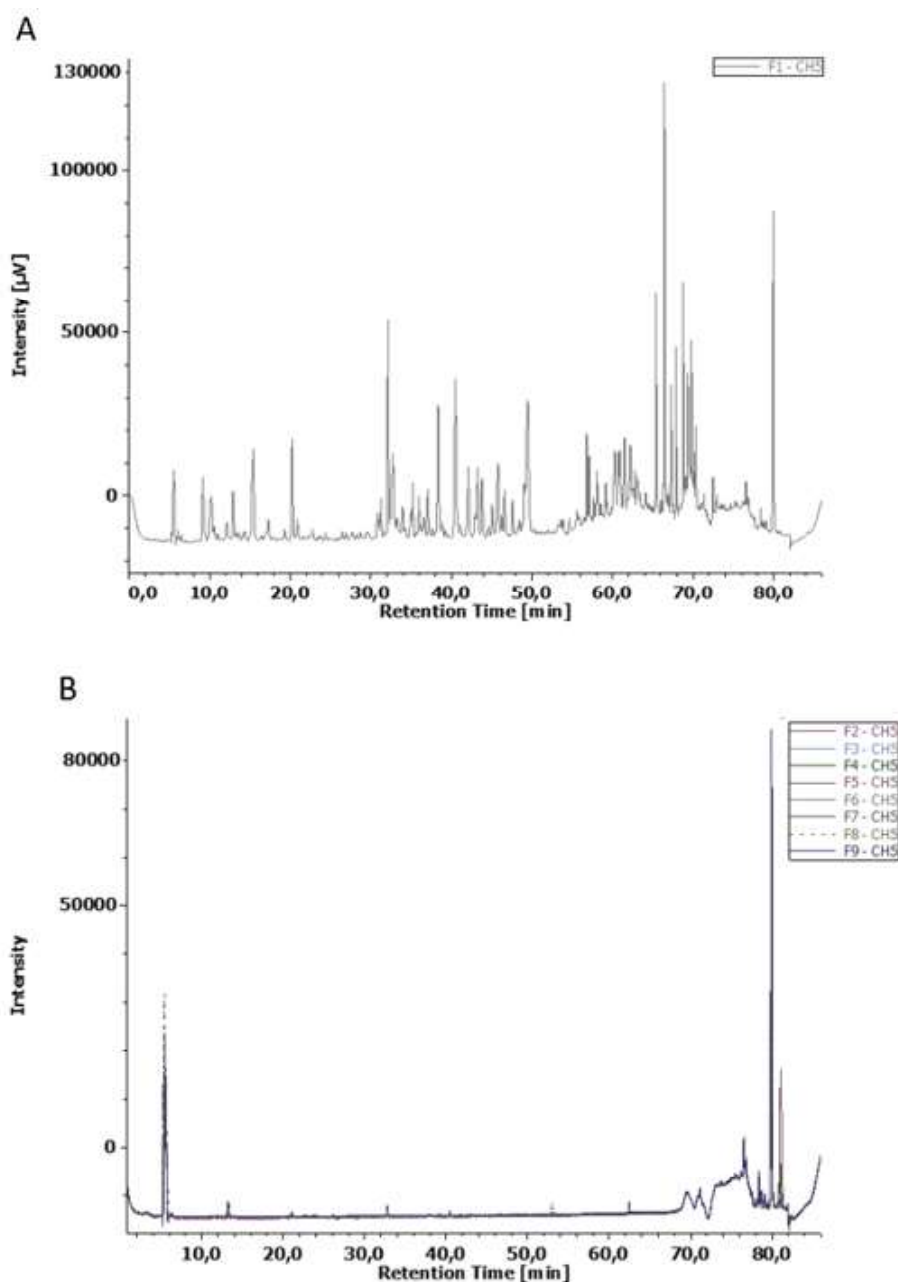 A
F1 - CH5
130000
100000
50000
0
Intensity [µV]
0,0 10,0 20,0 30,0 40,0 50,0 60,0 70,0 80,0
Retention Time [min]
B
F2 - CH5
F3 - CH5
F4 - CH5
F5 - CH5
F6 - CH5
F7 - CH5
F8 - CH5
F9 - CH5
80000
50000
0
Intensity
10,0 20,0 30,0 40,0 50,0 60,0 70,0 80,0
Retention Time [min]